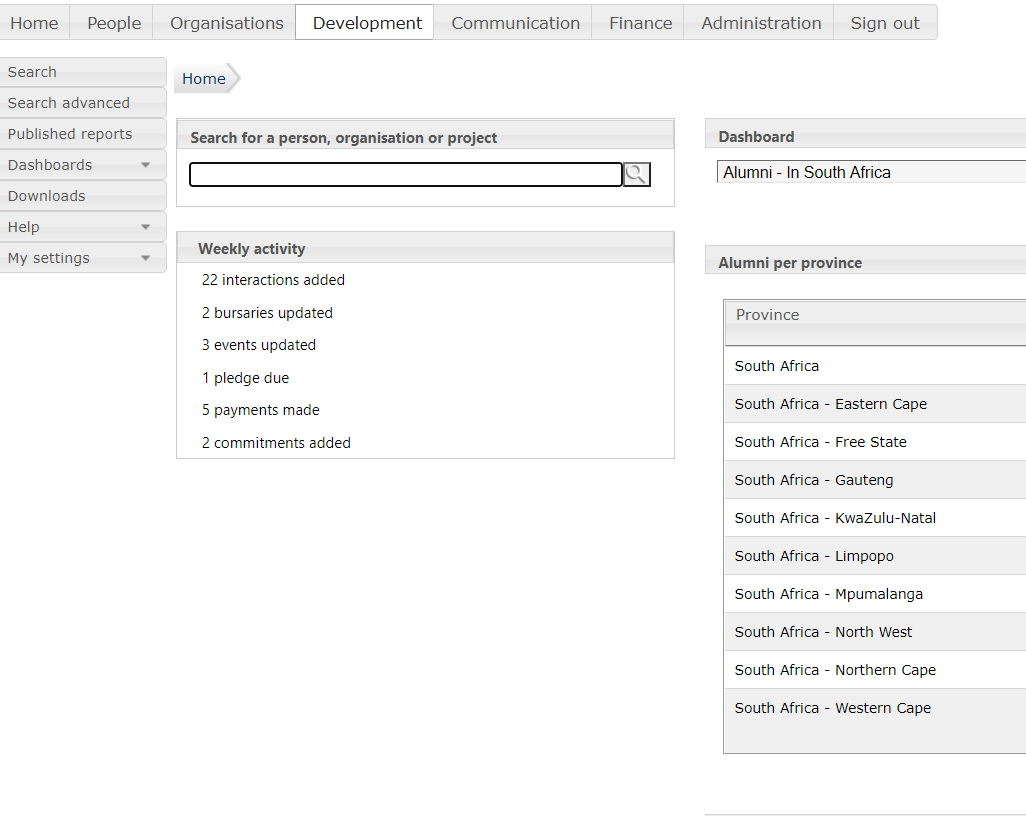 Home People Organisations Development Communication Finance Administration Sign out
Search
Search advanced
Published reports
Dashboards
Downloads
Help
My settings
Home
Search for a person, organisation or project
Weekly activity
22 interactions added
2 bursaries updated
3 events updated
1 pledge due
5 payments made
2 commitments added
Dashboard
Alumni - In South Africa
Alumni per province
Province
South Africa
South Africa - Eastern Cape
South Africa - Free State
South Africa - Gauteng
South Africa - KwaZulu-Natal
South Africa - Limpopo
South Africa - Mpumalanga
South Africa - North West
South Africa - Northern Cape
South Africa - Western Cape